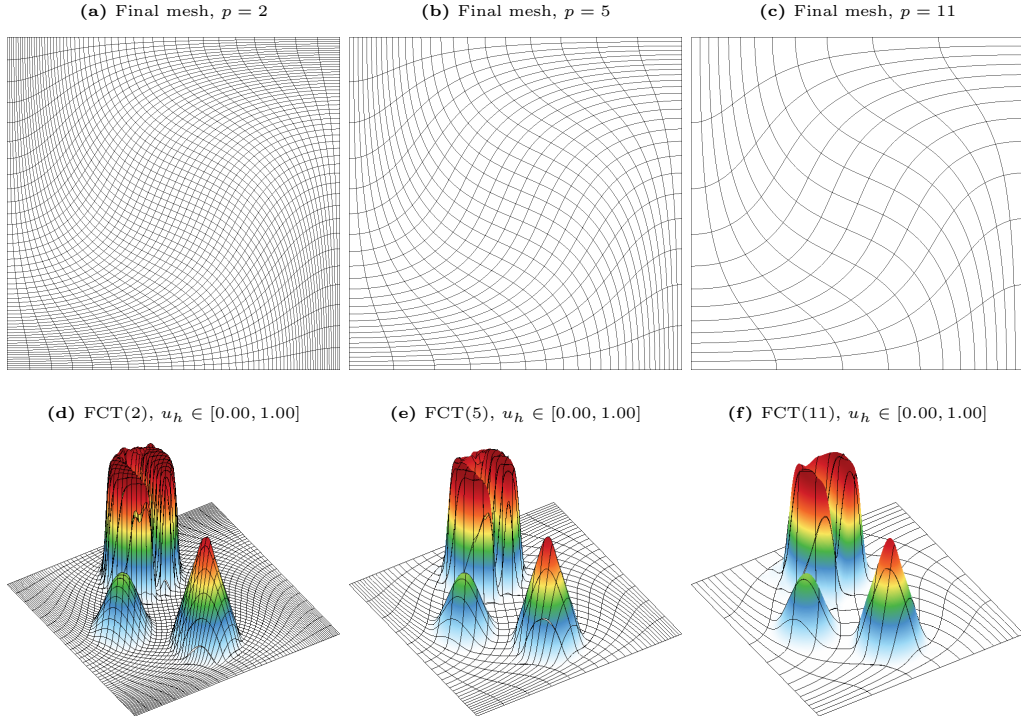 (a) Final mesh, p = 2
(b) Final mesh, p = 5
(c) Final mesh, p = 11
(d) FCT(2), u_h ∈ [0.00, 1.00]
(e) FCT(5), u_h ∈ [0.00, 1.00]
(f) FCT(11), u_h ∈ [0.00, 1.00]